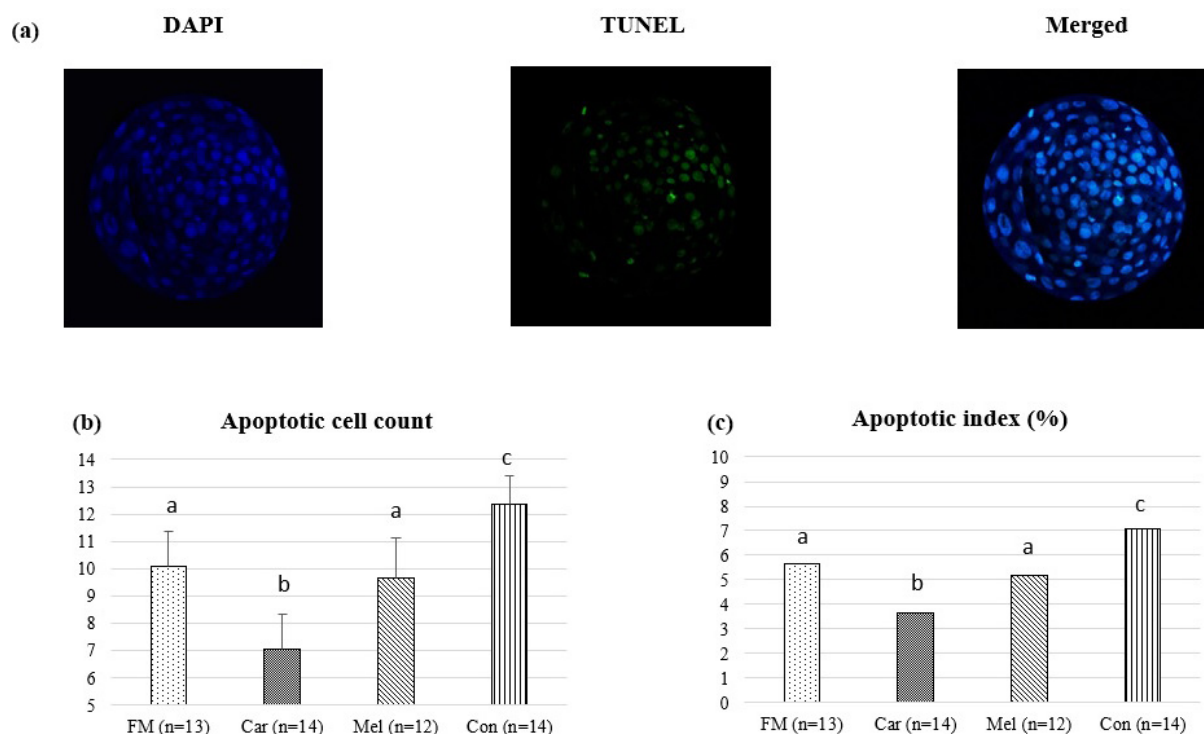 (a) DAPI TUNEL Merged
(b) Apoptotic cell count
14
13
12
11
10
9
8
7
6
5
a
b
a
c
FM (n=13) Car (n=14) Mel (n=12) Con (n=14)
(c) Apoptotic index (%)
10
9
8
7
6
5
4
3
2
1
0
a
b
a
c
FM (n=13) Car (n=14) Mel (n=12) Con (n=14)